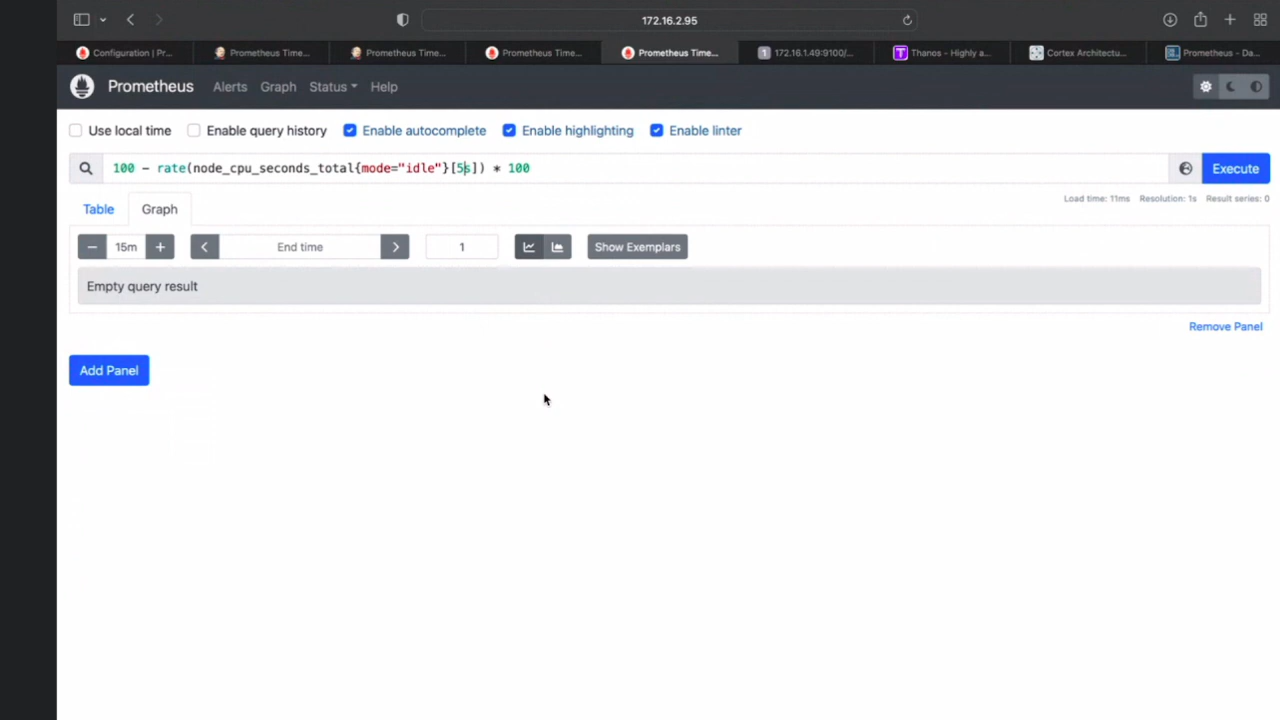 172.16.2.95
Configuration | Pr...
Prometheus Time...
Prometheus Time...
Prometheus Time...
Prometheus Time...
1 172.16.1.49:9100/...
T Thanos - Highly a...
Cortex Architectu...
Prometheus - Da...
Prometheus Alerts Graph Status Help
Use local time Enable query history Enable autocomplete Enable highlighting Enable linter
100 - rate(node_cpu_seconds_total{mode="idle"}[5s]) * 100 Execute
Load time: 11ms Resolution: 1s Result series: 0
Table Graph
− 15m + < End time > 1 Show Exemplars
Empty query result
Remove Panel
Add Panel